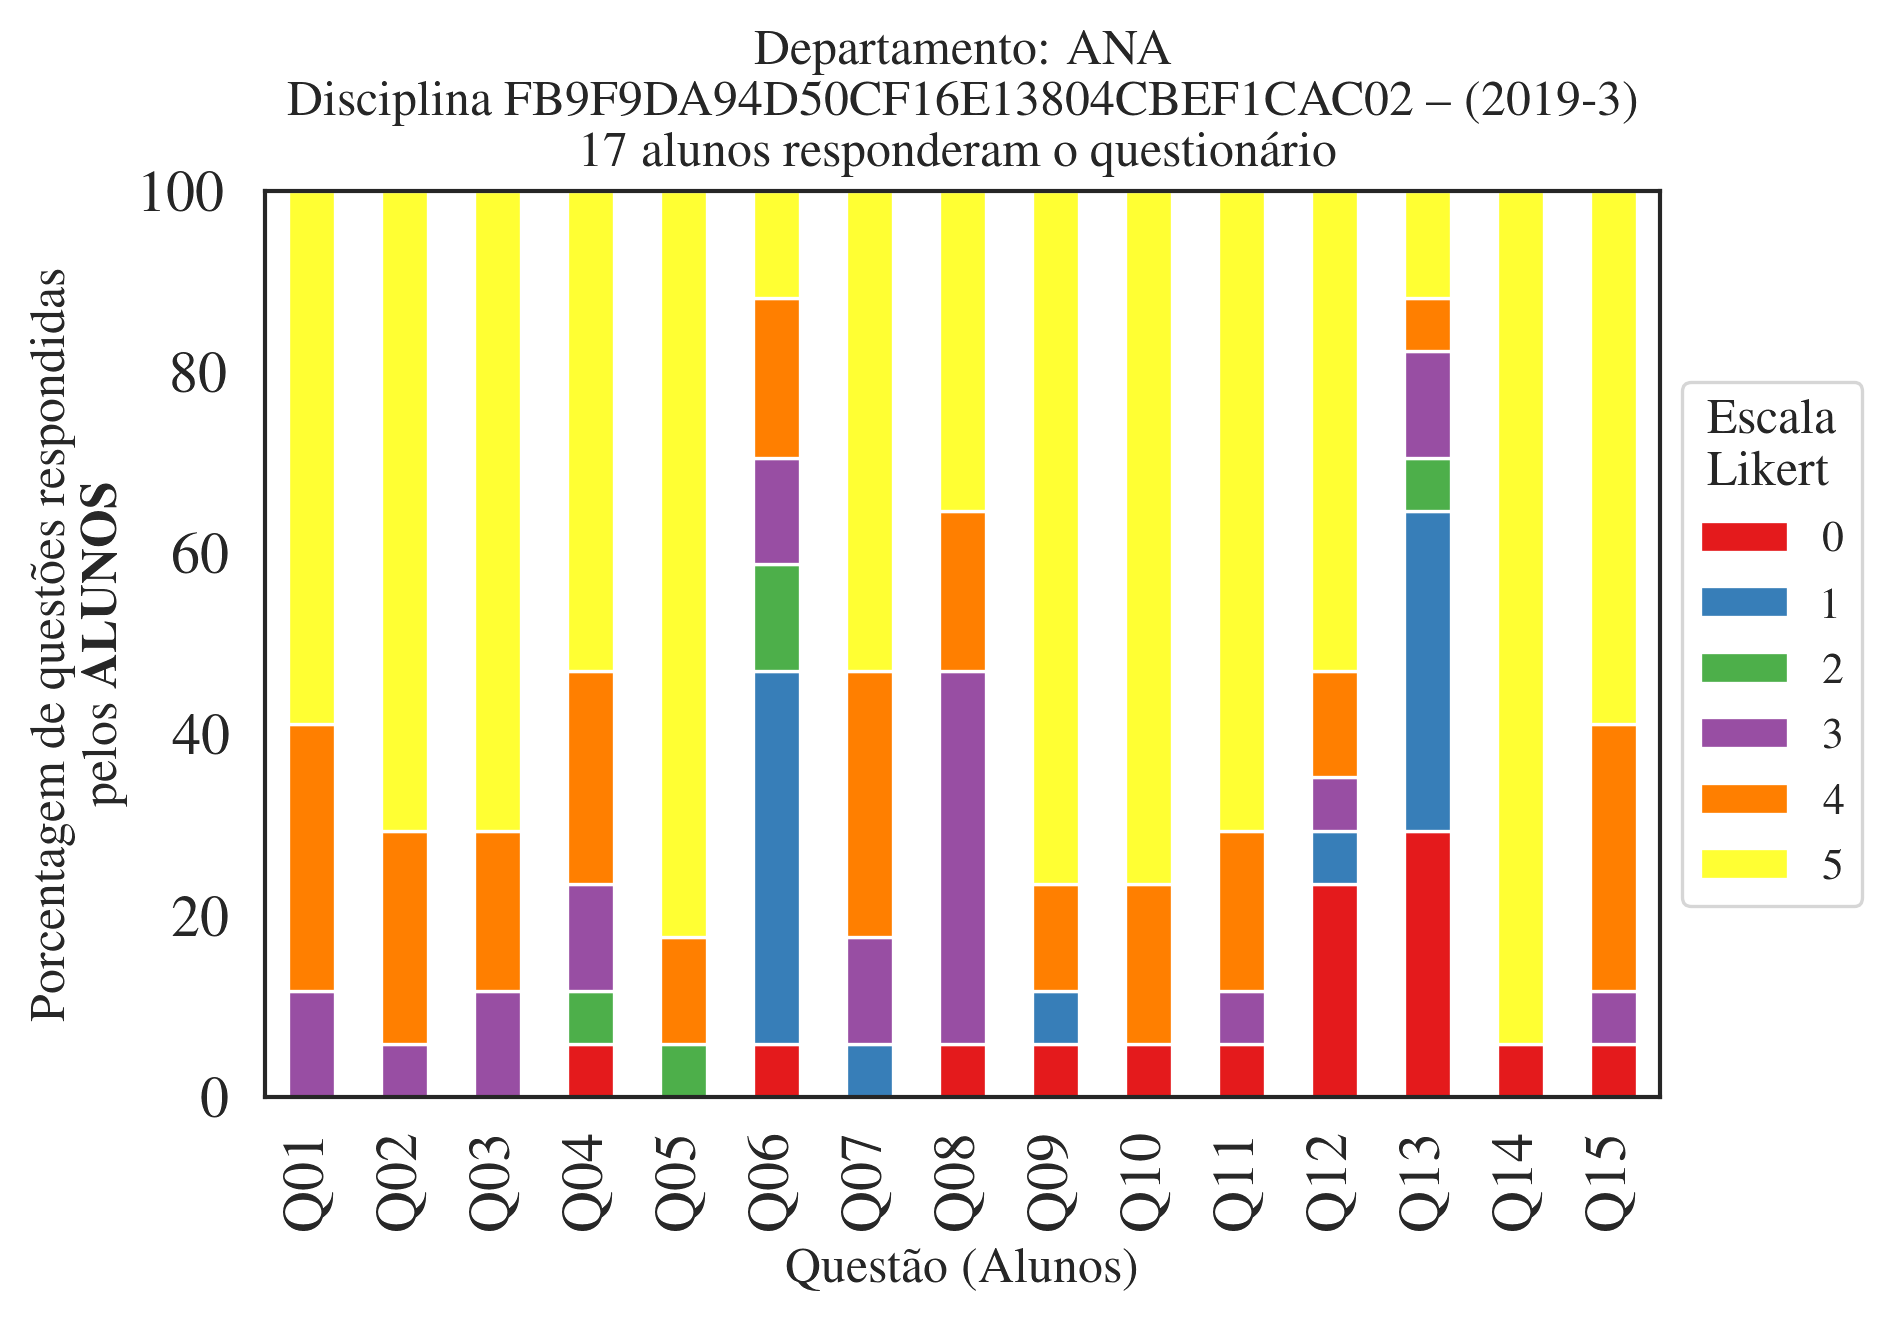 Departamento: ANA
Disciplina FB9F9DA94D50CF16E13804CBEF1CAC02 – (2019-3)
17 alunos responderam o questionário
Porcentagem de questões respondidas
pelos ALUNOS
100
80
60
40
20
0
Q01
Q02
Q03
Q04
Q05
Q06
Q07
Q08
Q09
Q10
Q11
Q12
Q13
Q14
Q15
Questão (Alunos)
Escala
Likert
0
1
2
3
4
5